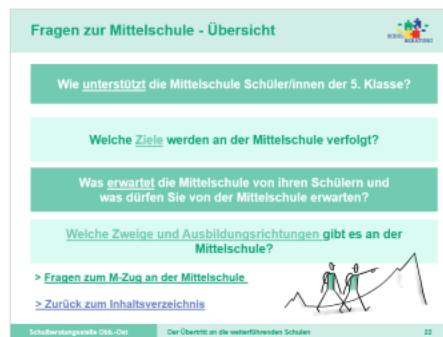 Fragen zur Mittelschule - Übersicht
SCHUL
BERATUNG
Wie unterstützt die Mittelschule Schüler/innen der 5. Klasse?
Welche Ziele werden an der Mittelschule verfolgt?
Was erwartet die Mittelschule von ihren Schülern und
was dürfen Sie von der Mittelschule erwarten?
Welche Zweige und Ausbildungsrichtungen gibt es an der
Mittelschule?
> Fragen zum M-Zug an der Mittelschule
> Zurück zum Inhaltsverzeichnis
Schulberatungsstelle Obb.-Ost
Der Übertritt an die weiterführenden Schulen
22